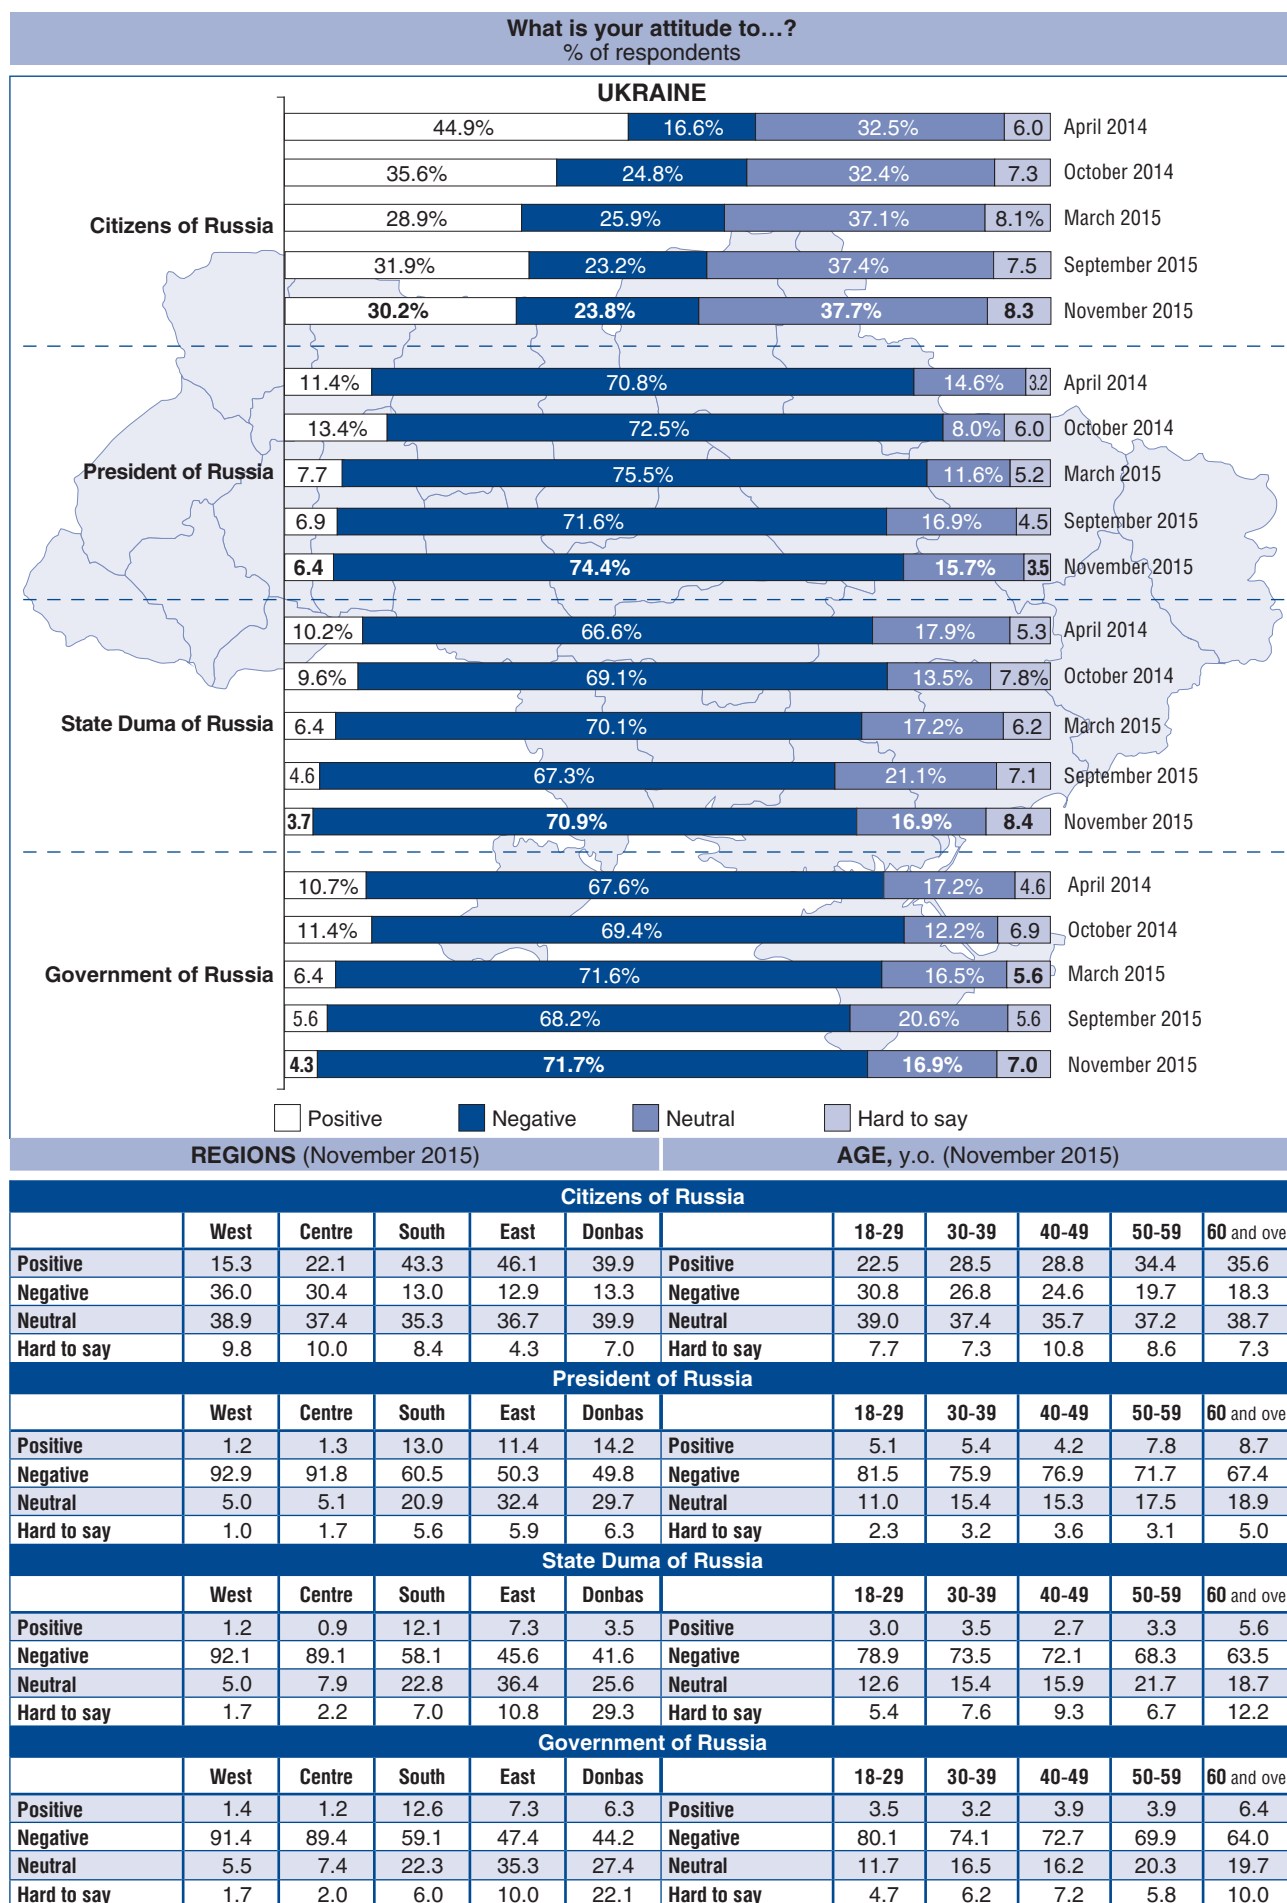 What is your attitude to…?
% of respondents
UKRAINE
Citizens of Russia
44.9% 16.6% 32.5% 6.0 April 2014
35.6% 24.8% 32.4% 7.3 October 2014
28.9% 25.9% 37.1% 8.1% March 2015
31.9% 23.2% 37.4% 7.5 September 2015
30.2% 23.8% 37.7% 8.3 November 2015
President of Russia
11.4% 70.8% 14.6% 3.2 April 2014
13.4% 72.5% 8.0% 6.0 October 2014
7.7 75.5% 11.6% 5.2 March 2015
6.9 71.6% 16.9% 4.5 September 2015
6.4 74.4% 15.7% 3.5 November 2015
State Duma of Russia
10.2% 66.6% 17.9% 5.3 April 2014
9.6% 69.1% 13.5% 7.8% October 2014
6.4 70.1% 17.2% 6.2 March 2015
4.6 67.3% 21.1% 7.1 September 2015
3.7 70.9% 16.9% 8.4 November 2015
Government of Russia
10.7% 67.6% 17.2% 4.6 April 2014
11.4% 69.4% 12.2% 6.9 October 2014
6.4 71.6% 16.5% 5.6 March 2015
5.6 68.2% 20.6% 5.6 September 2015
4.3 71.7% 16.9% 7.0 November 2015
Positive Negative Neutral Hard to say
REGIONS (November 2015) AGE, y.o. (November 2015)
Citizens of Russia
West Centre South East Donbas 18-29 30-39 40-49 50-59 60 and ove
Positive 15.3 22.1 43.3 46.1 39.9 Positive 22.5 28.5 28.8 34.4 35.6
Negative 36.0 30.4 13.0 12.9 13.3 Negative 30.8 26.8 24.6 19.7 18.3
Neutral 38.9 37.4 35.3 36.7 39.9 Neutral 39.0 37.4 35.7 37.2 38.7
Hard to say 9.8 10.0 8.4 4.3 7.0 Hard to say 7.7 7.3 10.8 8.6 7.3
President of Russia
West Centre South East Donbas 18-29 30-39 40-49 50-59 60 and ove
Positive 1.2 1.3 13.0 11.4 14.2 Positive 5.1 5.4 4.2 7.8 8.7
Negative 92.9 91.8 60.5 50.3 49.8 Negative 81.5 75.9 76.9 71.7 67.4
Neutral 5.0 5.1 20.9 32.4 29.7 Neutral 11.0 15.4 15.3 17.5 18.9
Hard to say 1.0 1.7 5.6 5.9 6.3 Hard to say 2.3 3.2 3.6 3.1 5.0
State Duma of Russia
West Centre South East Donbas 18-29 30-39 40-49 50-59 60 and ove
Positive 1.2 0.9 12.1 7.3 3.5 Positive 3.0 3.5 2.7 3.3 5.6
Negative 92.1 89.1 58.1 45.6 41.6 Negative 78.9 73.5 72.1 68.3 63.5
Neutral 5.0 7.9 22.8 36.4 25.6 Neutral 12.6 15.4 15.9 21.7 18.7
Hard to say 1.7 2.2 7.0 10.8 29.3 Hard to say 5.4 7.6 9.3 6.7 12.2
Government of Russia
West Centre South East Donbas 18-29 30-39 40-49 50-59 60 and ove
Positive 1.4 1.2 12.6 7.3 6.3 Positive 3.5 3.2 3.9 3.9 6.4
Negative 91.4 89.4 59.1 47.4 44.2 Negative 80.1 74.1 72.7 69.9 64.0
Neutral 5.5 7.4 22.3 35.3 27.4 Neutral 11.7 16.5 16.2 20.3 19.7
Hard to say 1.7 2.0 6.0 10.0 22.1 Hard to say 4.7 6.2 7.2 5.8 10.0